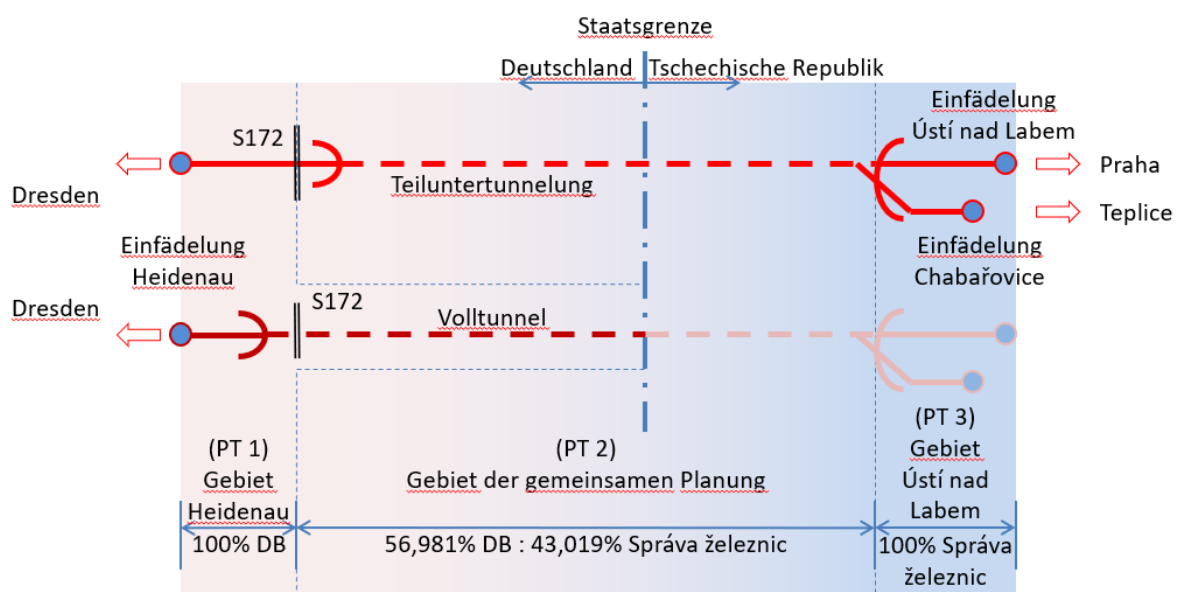 Staatsgrenze
Deutschland
Tschechische Republik
Einfädelung
Ústí nad Labem
S172
Praha
Teiluntertunnelung
Dresden
Teplice
Einfädelung
Heidenau
Einfädelung
Chabařovice
Dresden
S172
Volltunnel
(PT 1)
Gebiet
Heidenau
(PT 2)
Gebiet der gemeinsamen Planung
(PT 3)
Gebiet
Ústí nad
Labem
100% DB
56,981% DB : 43,019% Správa železnic
100% Správa
železnic